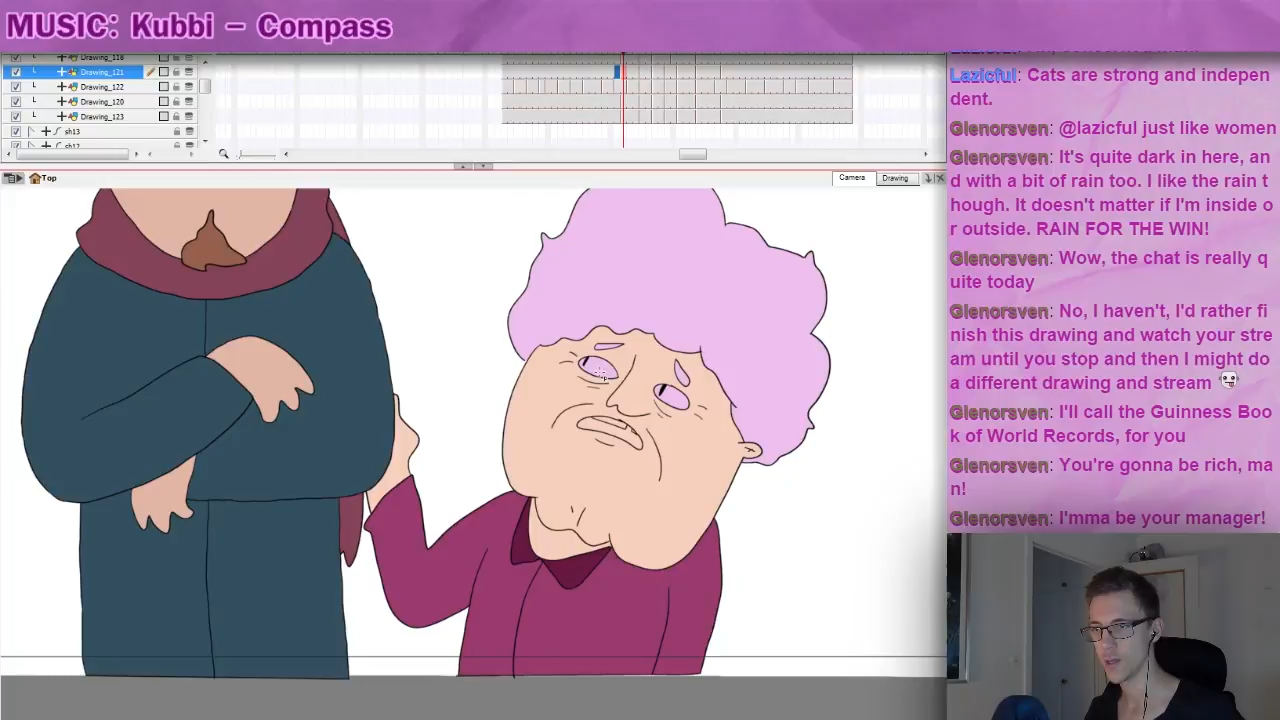 MUSIC: Kubbi – Compass
Drawing_118
Drawing_121
Drawing_122
Drawing_120
Drawing_123
sh13
sh12
Top
Camera
Drawing
Lazicful: Cats are strong and indepen
dent.
Glenorsven: @lazicful just like women
Glenorsven: It's quite dark in here, an
d with a bit of rain too. I like the rain t
hough. It doesn't matter if I'm inside o
r outside. RAIN FOR THE WIN!
Glenorsven: Wow, the chat is really q
uite today
Glenorsven: No, I haven't, I'd rather fi
nish this drawing and watch your stre
am until you stop and then I might do
a different drawing and stream
Glenorsven: I'll call the Guinness Boo
k of World Records, for you
Glenorsven: You're gonna be rich, ma
n!
Glenorsven: I'mma be your manager!